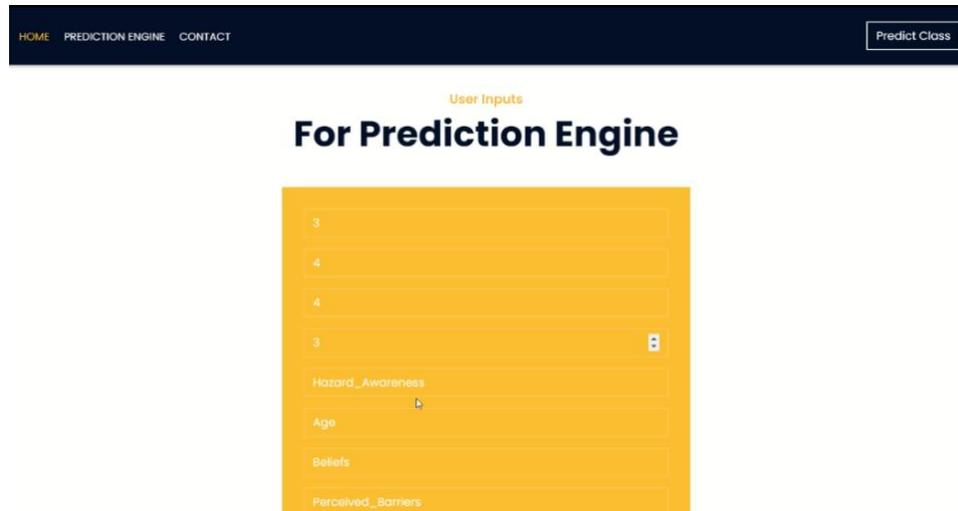 HOME PREDICTION ENGINE CONTACT Predict Class
User Inputs
For Prediction Engine
3
4
4
3
Hazard_Awareness
Age
Beliefs
Perceived_Barriers